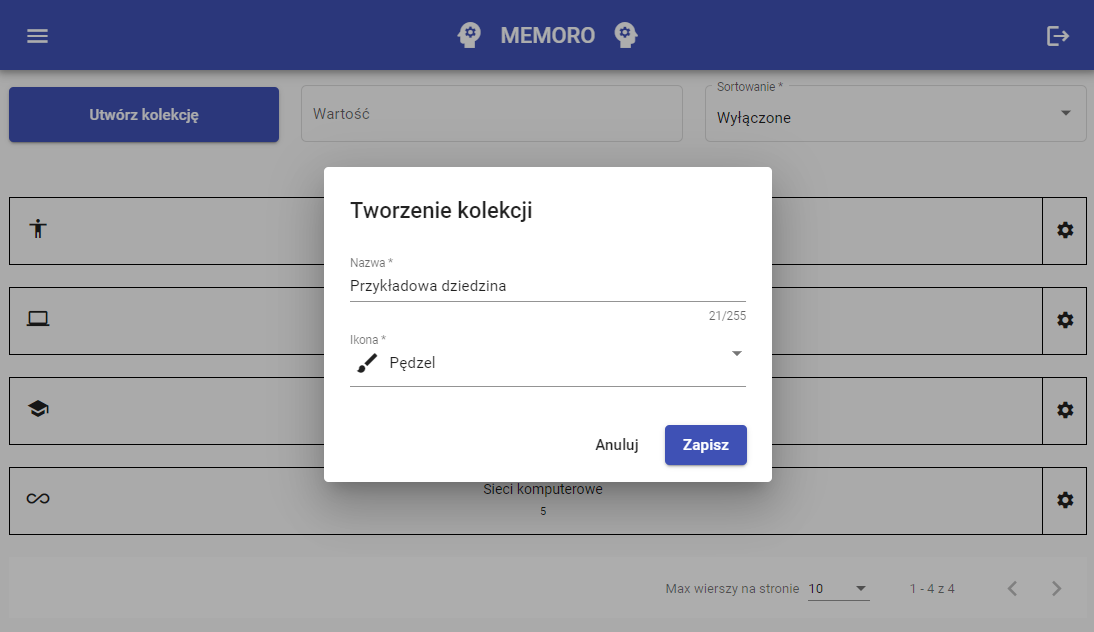 MEMORO
Utwórz kolekcję
Wartość
Sortowanie *
Wyłączone
Tworzenie kolekcji
Nazwa *
Przykładowa dziedzina
21/255
Ikona *
Pędzel
Anuluj
Zapisz
Sieci komputerowe
5
Max wierszy na stronie 10 1 - 4 z 4